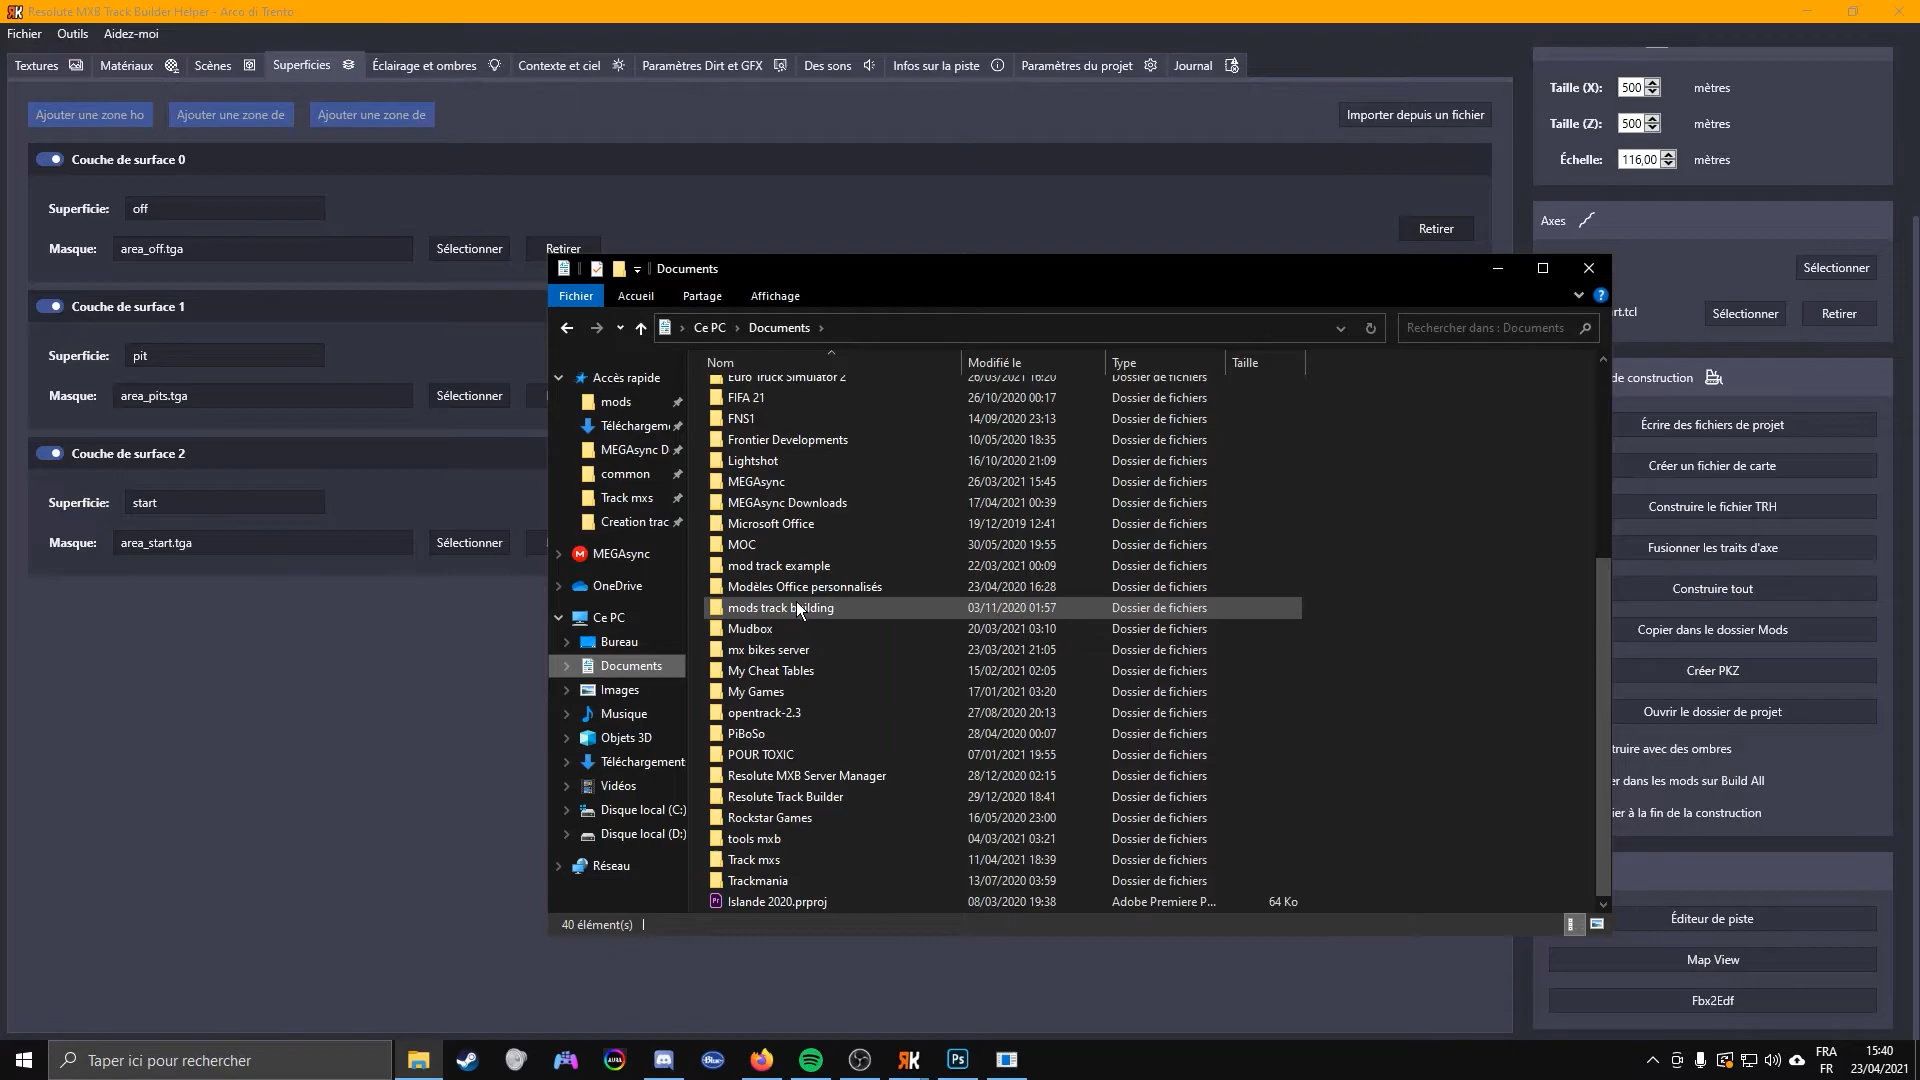 Resolute MXB Track Builder Helper - Arco di Trento
Fichier Outils Aidez-moi
Textures Matériaux Scènes Superficies Éclairage et ombres Contexte et ciel Paramètres Dirt et GFX Des sons Infos sur la piste Paramètres du projet Journal
Ajouter une zone ho Ajouter une zone de Ajouter une zone de Importer depuis un fichier
Couche de surface 0
Superficie: off
Retirer
Masque: area_off.tga Sélectionner Retirer
Couche de surface 1
Superficie: pit
Masque: area_pits.tga Sélectionner
Couche de surface 2
Superficie: start
Masque: area_start.tga Sélectionner
Taille (X): 500 mètres
Taille (Z): 500 mètres
Échelle: 116,00 mètres
Axes
Sélectionner
rt.tcl Sélectionner Retirer
de construction
Écrire des fichiers de projet
Créer un fichier de carte
Construire le fichier TRH
Fusionner les traits d'axe
Construire tout
Copier dans le dossier Mods
Créer PKZ
Ouvrir le dossier de projet
truire avec des ombres
er dans les mods sur Build All
ier à la fin de la construction
Éditeur de piste
Map View
Fbx2Edf
Documents
Fichier Accueil Partage Affichage
Ce PC Documents
Rechercher dans : Documents
Accès rapide
mods
Téléchargem
MEGAsync D
common
Track mxs
Creation trac
MEGAsync
OneDrive
Ce PC
Bureau
Documents
Images
Musique
Objets 3D
Téléchargement
Vidéos
Disque local (C:)
Disque local (D:)
Réseau
Nom Modifié le Type Taille
Euro Truck Simulator 2 26/03/2021 16:20 Dossier de fichiers
FIFA 21 26/10/2020 00:17 Dossier de fichiers
FNS1 14/09/2020 23:13 Dossier de fichiers
Frontier Developments 10/05/2020 18:35 Dossier de fichiers
Lightshot 16/10/2020 21:09 Dossier de fichiers
MEGAsync 26/03/2021 15:45 Dossier de fichiers
MEGAsync Downloads 17/04/2021 00:39 Dossier de fichiers
Microsoft Office 19/12/2019 12:41 Dossier de fichiers
MOC 30/05/2020 19:55 Dossier de fichiers
mod track example 22/03/2021 00:09 Dossier de fichiers
Modèles Office personnalisés 23/04/2020 16:28 Dossier de fichiers
mods track building 03/11/2020 01:57 Dossier de fichiers
Mudbox 20/03/2021 03:10 Dossier de fichiers
mx bikes server 23/03/2021 21:05 Dossier de fichiers
My Cheat Tables 15/02/2021 02:05 Dossier de fichiers
My Games 17/01/2021 03:20 Dossier de fichiers
opentrack-2.3 27/08/2020 20:13 Dossier de fichiers
PiBoSo 28/04/2020 00:07 Dossier de fichiers
POUR TOXIC 07/01/2021 19:55 Dossier de fichiers
Resolute MXB Server Manager 28/12/2020 02:15 Dossier de fichiers
Resolute Track Builder 29/12/2020 18:41 Dossier de fichiers
Rockstar Games 16/05/2020 23:00 Dossier de fichiers
tools mxb 04/03/2021 03:21 Dossier de fichiers
Track mxs 11/04/2021 18:39 Dossier de fichiers
Trackmania 13/07/2020 03:59 Dossier de fichiers
Islande 2020.prproj 08/03/2020 19:38 Adobe Premiere P... 64 Ko
40 élément(s)
Taper ici pour rechercher
FRA
FR
15:40
23/04/2021